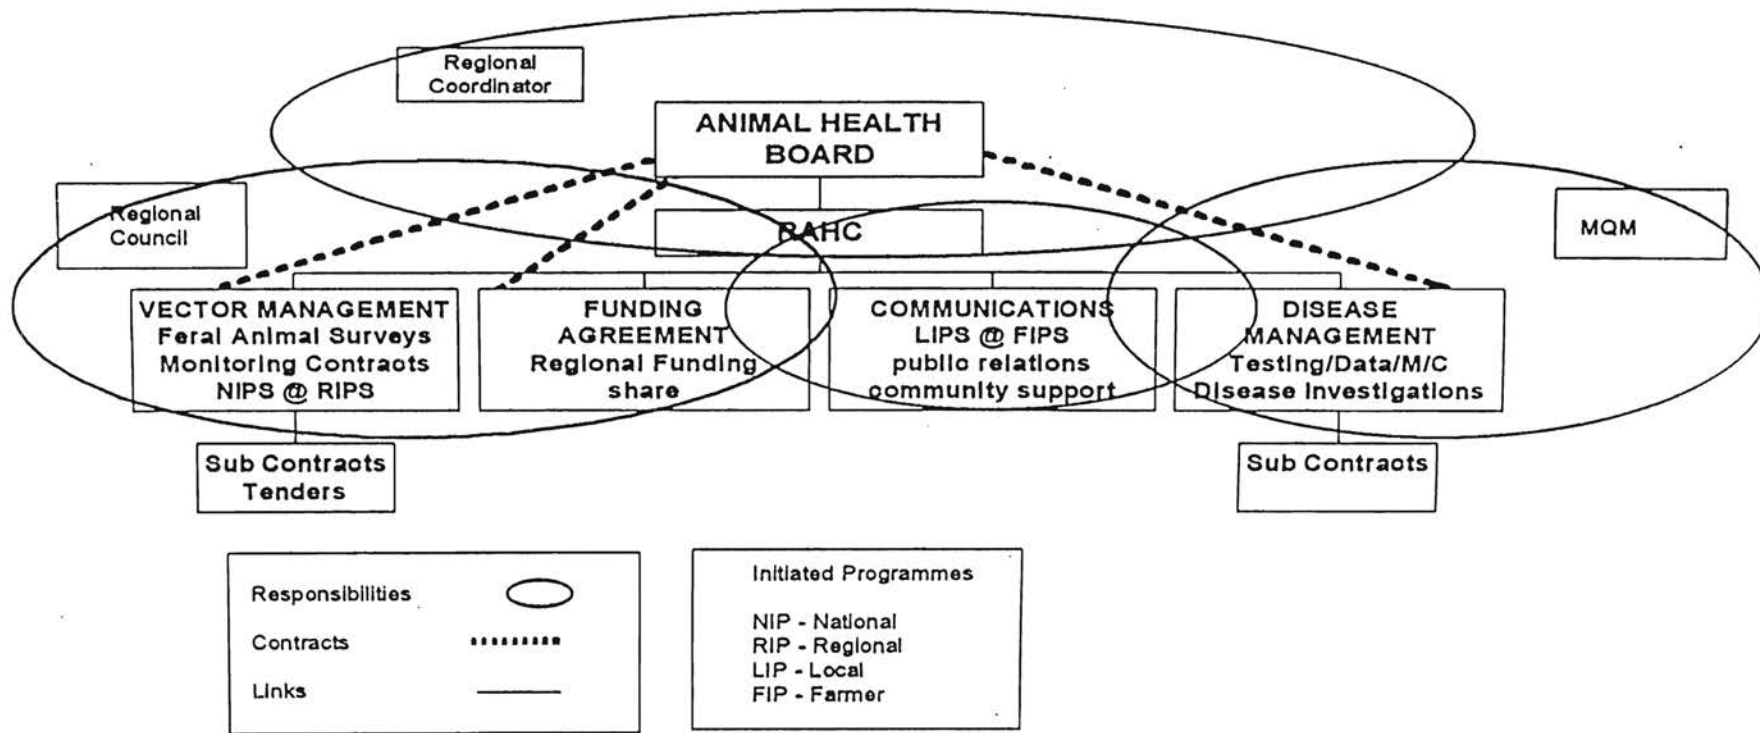 Regional
Coordinator
ANIMAL HEALTH
BOARD
Regional
Council
RAHC
MQM
VECTOR MANAGEMENT
Feral Animal Surveys
Monitoring Contracts
NIPS @ RIPS
FUNDING
AGREEMENT
Regional Funding
share
COMMUNICATIONS
LIPS @ FIPS
public relations
community support
DISEASE
MANAGEMENT
Testing/Data/M/C
Disease Investigations
Sub Contracts
Tenders
Sub Contracts
Responsibilities
Contracts
Links
Initiated Programmes
NIP - National
RIP - Regional
LIP - Local
FIP - Farmer